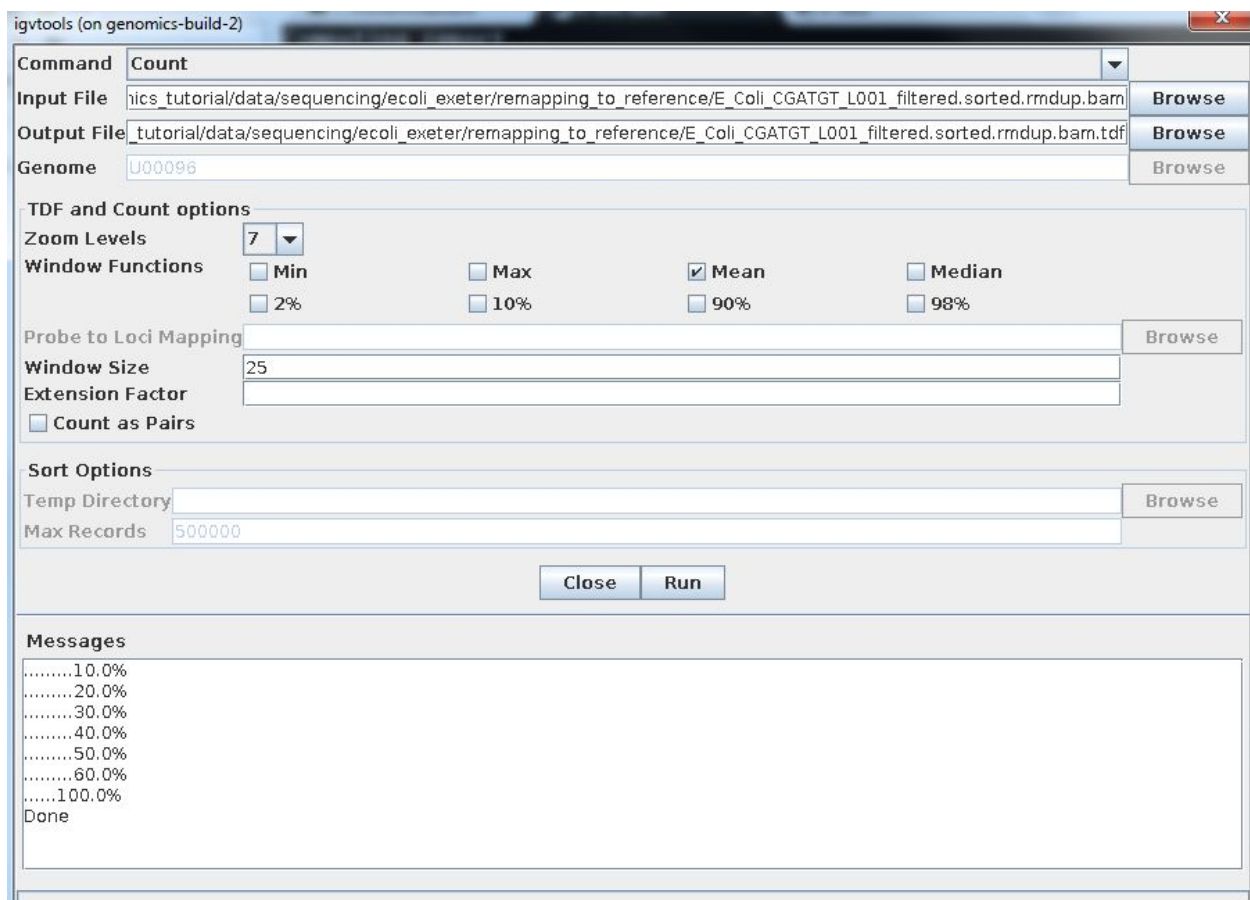 igvtools (on genomics-build-2)
Command Count
Input File nics_tutorial/data/sequencing/ecoli_exeter/remapping_to_reference/E_Coli_CGATGT_L001_filtered.sorted.rmdup.bam Browse
Output File _tutorial/data/sequencing/ecoli_exeter/remapping_to_reference/E_Coli_CGATGT_L001_filtered.sorted.rmdup.bam.tdf Browse
Genome U00096 Browse
TDF and Count options
Zoom Levels 7
Window Functions Min Max Mean Median
2% 10% 90% 98%
Probe to Loci Mapping Browse
Window Size 25
Extension Factor
Count as Pairs
Sort Options
Temp Directory Browse
Max Records 500000
Close Run
Messages
.........10.0%
.........20.0%
.........30.0%
.........40.0%
.........50.0%
.........60.0%
......100.0%
Done